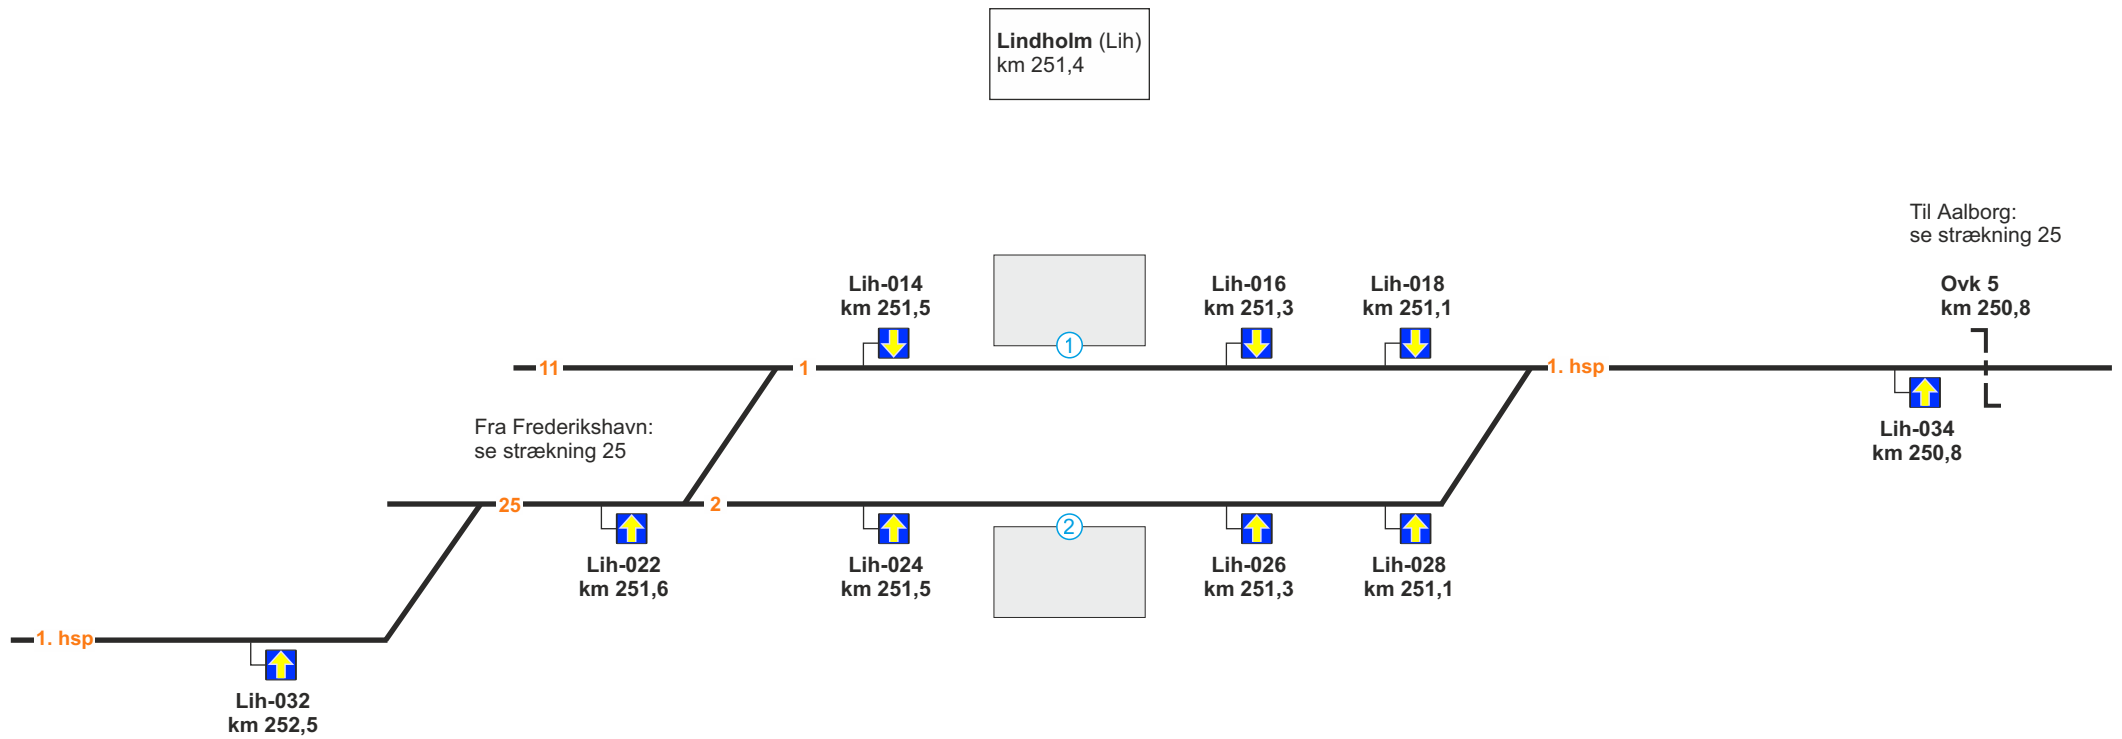 Lindholm (Lih)
km 251,4
Til Aalborg:
se strækning 25
Lih-014
km 251,5
Lih-016
km 251,3
Lih-018
km 251,1
Ovk 5
km 250,8
1
11
1
1. hsp
Fra Frederikshavn:
se strækning 25
Lih-034
km 250,8
25
2
2
Lih-022
km 251,6
Lih-024
km 251,5
Lih-026
km 251,3
Lih-028
km 251,1
1. hsp
Lih-032
km 252,5